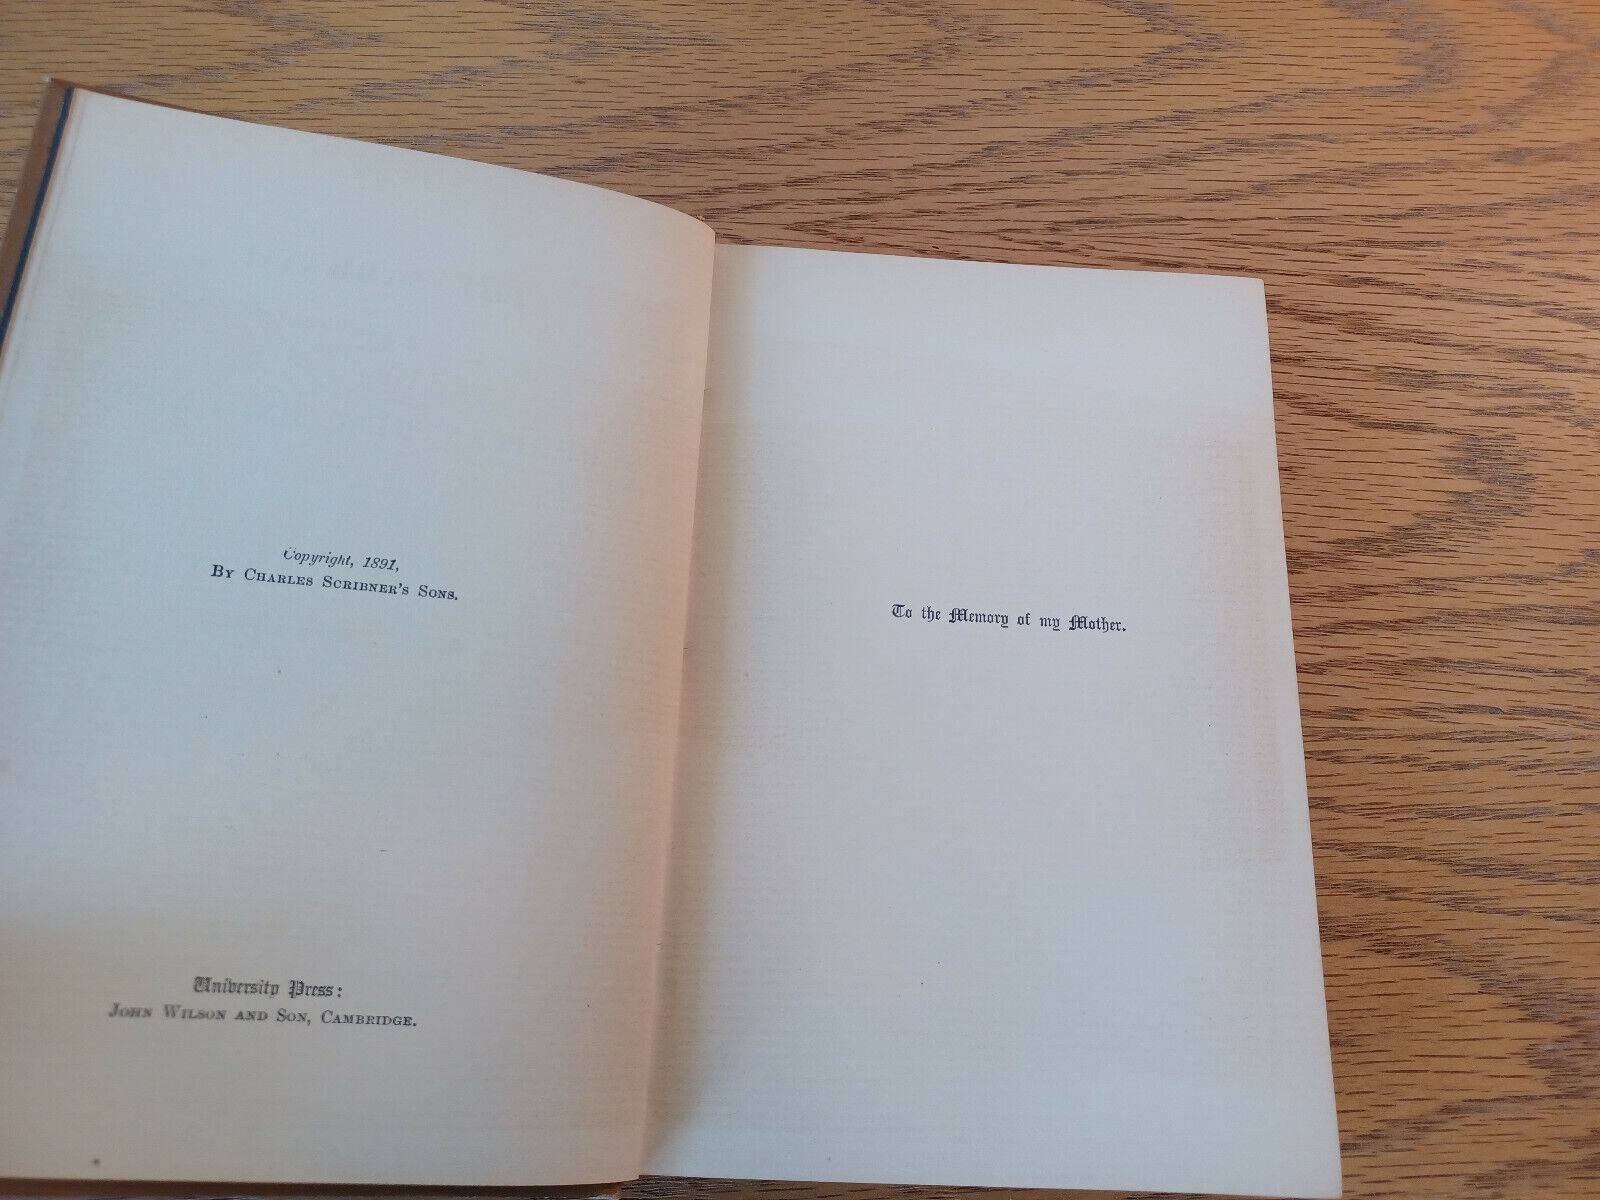 Copyright, 1891,
By Charles Scribner's Sons.
University Press:
John Wilson and Son, Cambridge.
To the Memory of my Mother.